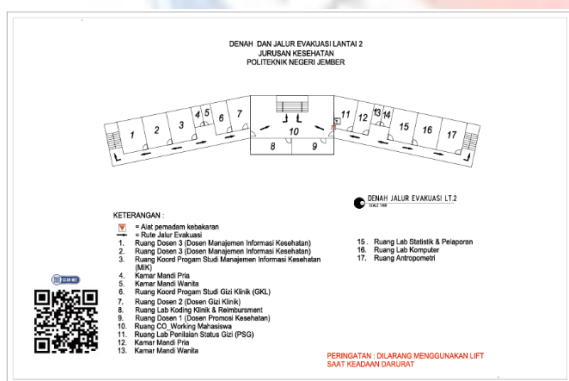 DENAH DAN JALUR EVAKUASI LANTAI 2
JURUSAN KESEHATAN
POLITEKNIK NEGERI JEMBER
1 2 3 4 5 6 7 8 9 10 11 12 13 14 15 16 17
DENAH JALUR EVAKUASI LT.2
KETERANGAN :
= Alat pemadam kebakaran
= Rute Jalur Evakuasi
1. Ruang Dosen 3 (Dosen Manajemen Informasi Kesehatan)
2. Ruang Dosen 3 (Dosen Manajemen Informasi Kesehatan)
3. Ruang Koord Progam Studi Manajemen Informasi Kesehatan
(MIK)
4. Kamar Mandi Pria
5. Kamar Mandi Wanita
6. Ruang Koord Progam Studi Gizi Klinik (GKL)
7. Ruang Dosen 2 (Dosen Gizi Klinik)
8. Ruang Lab Koding Klinik & Reimbursment
9. Ruang Dosen 1 (Dosen Promosi Kesehatan)
10. Ruang CO_Working Mahasiswa
11. Ruang Lab Penilaian Status Gizi (PSG)
12. Kamar Mandi Pria
13. Kamar Mandi Wanita
15 . Ruang Lab Statistik & Pelaporan
16. Ruang Lab Komputer
17. Ruang Antropometri
PERINGATAN : DILARANG MENGGUNAKAN LIFT
SAAT KEADAAN DARURAT